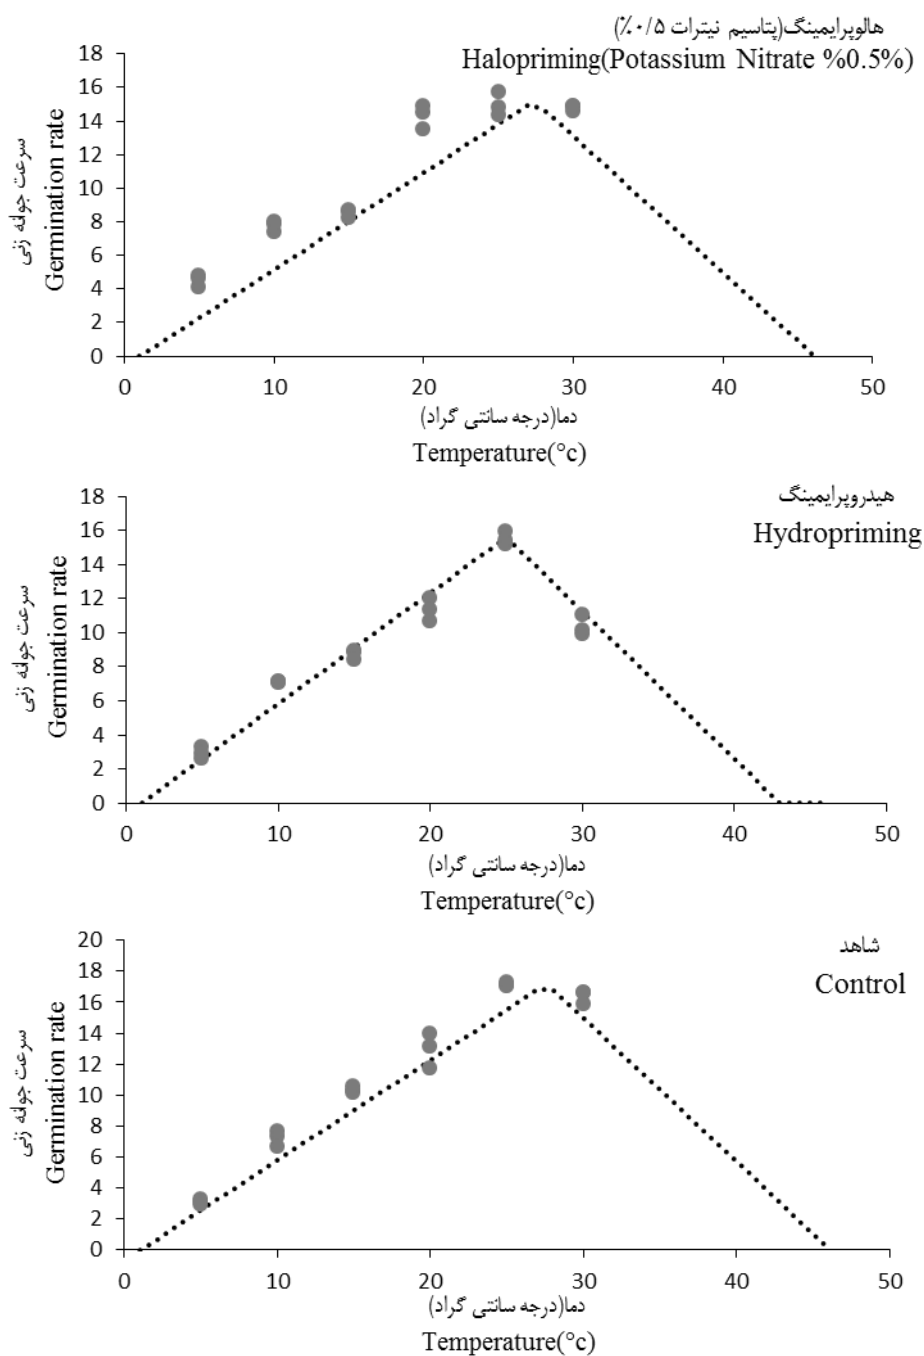 هالوپرایمینگ(پتاسیم نیترات ۰/۵٪)
Halopriming(Potassium Nitrate %0.5%)
18
16
14
12
10
8
6
4
2
0
سرعت جوانه زنی
Germination rate
0 10 20 30 40 50
دما(درجه سانتی گراد)
Temperature(°c)
هیدروپرایمینگ
Hydropriming
18
16
14
12
10
8
6
4
2
0
سرعت جوانه زنی
Germination rate
0 10 20 30 40 50
دما(درجه سانتی گراد)
Temperature(°c)
شاهد
Control
20
18
16
14
12
10
8
6
4
2
0
سرعت جوانه زنی
Germination rate
0 10 20 30 40 50
دما(درجه سانتی گراد)
Temperature(°c)